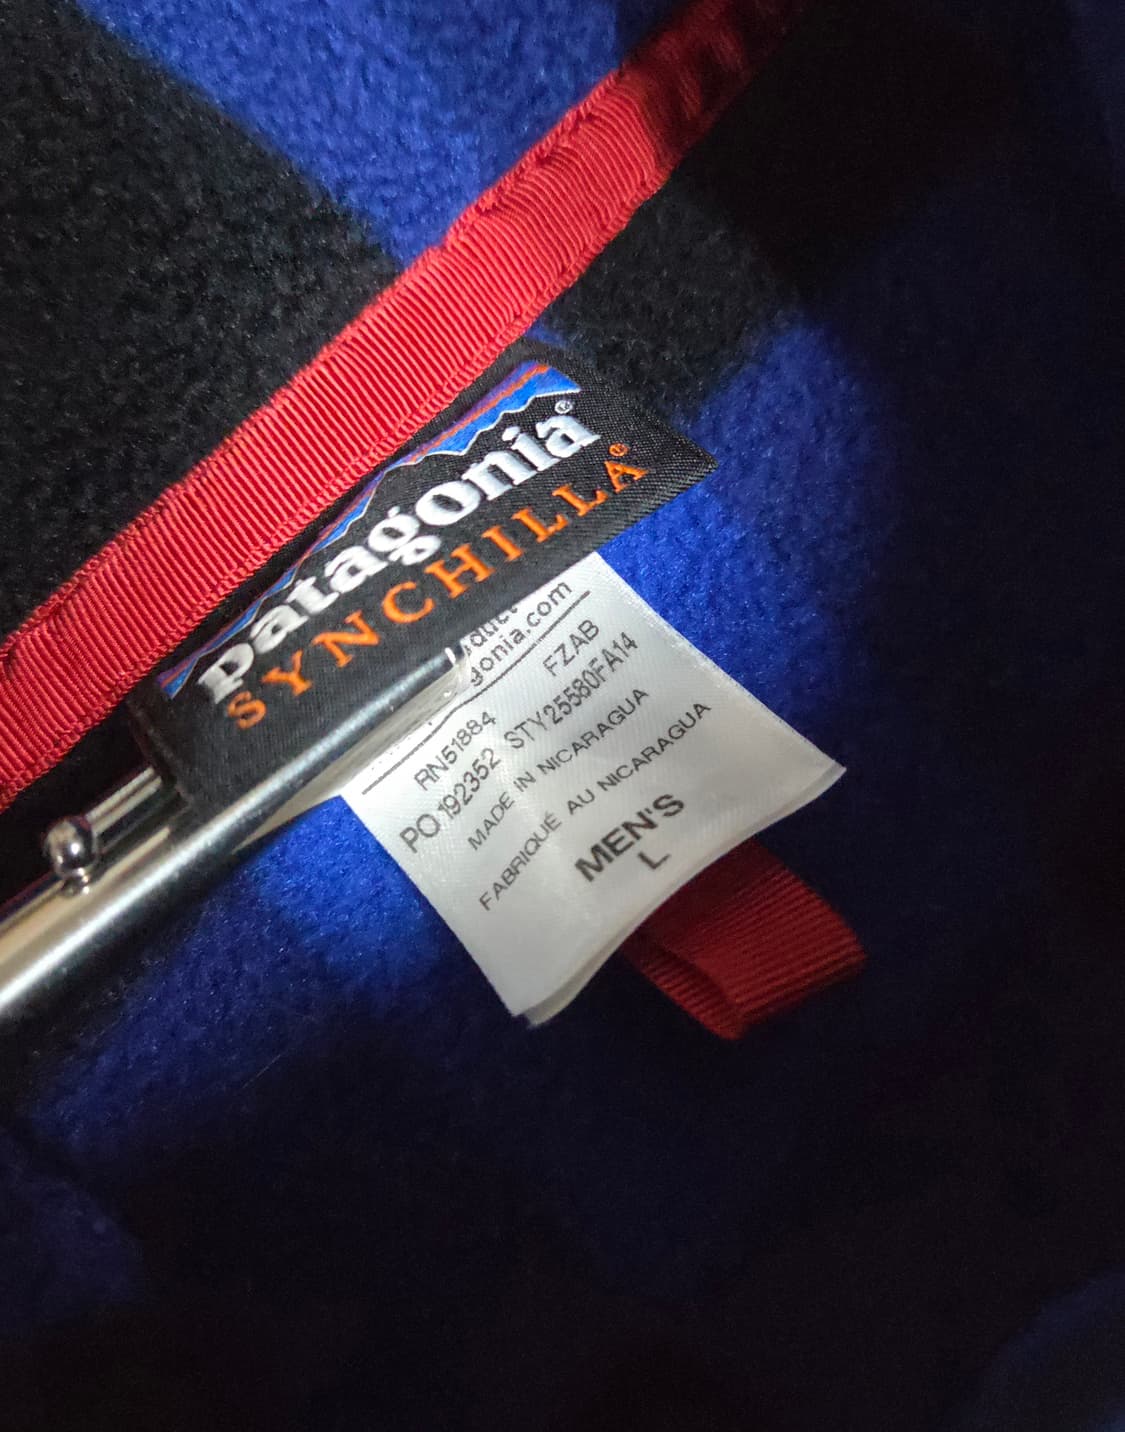 patagonia®
SYNCHILLA®
gonia.com
RN51884 FZAB
PO 192352 STY25580FA14
MADE IN NICARAGUA
FABRIQUÉ AU NICARAGUA
MEN'S
L